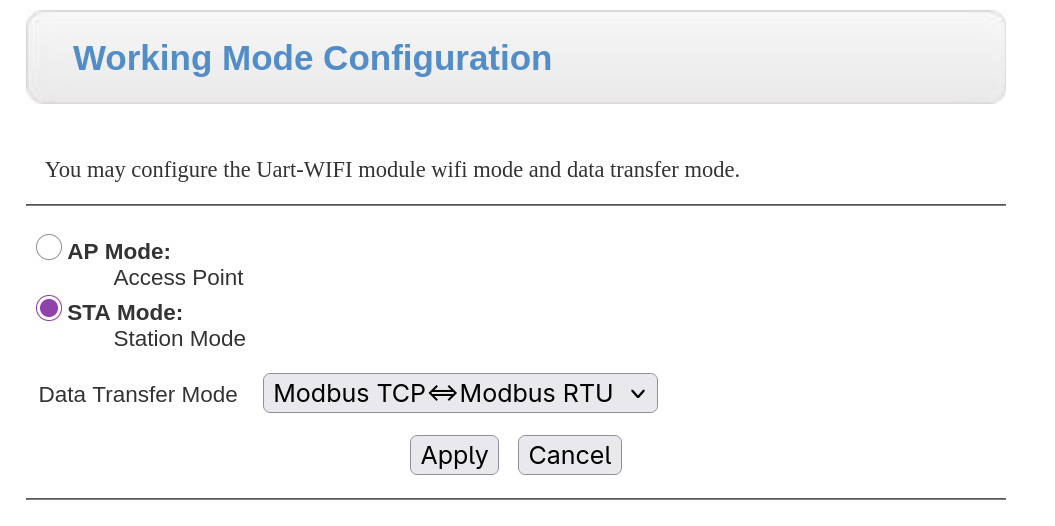 Working Mode Configuration
You may configure the Uart-WIFI module wifi mode and data transfer mode.
AP Mode:
Access Point
STA Mode:
Station Mode
Data Transfer Mode Modbus TCP⇔Modbus RTU
Apply Cancel